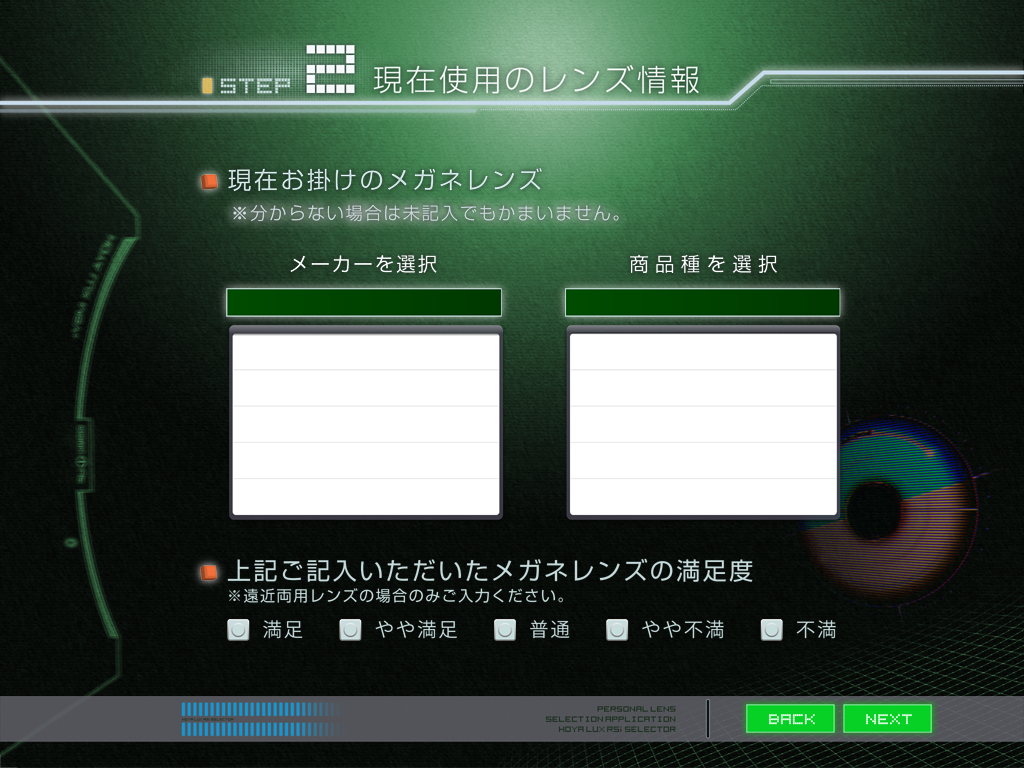 STEP 2 現在使用のレンズ情報
現在お掛けのメガネレンズ
※分からない場合は未記入でもかまいません。
メーカーを選択
商品種を選択
上記ご記入いただいたメガネレンズの満足度
※遠近両用レンズの場合のみご入力ください。
満足 やや満足 普通 やや不満 不満
PERSONAL LENS
SELECTION APPLICATION
HOYA LUX RSi SELECTOR
BACK NEXT